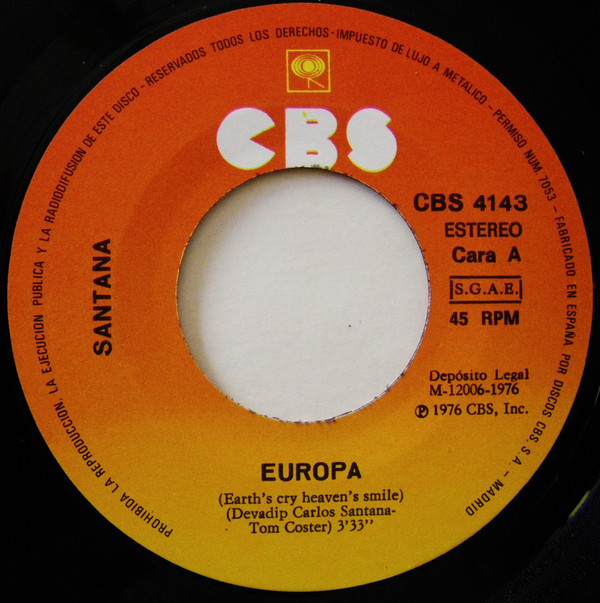 PROHIBIDA LA REPRODUCCION, LA EJECUCION PUBLICA Y LA RADIODIFUSION DE ESTE DISCO - RESERVADOS TODOS LOS DERECHOS - IMPUESTO DE LUJO A METALICO - PERMISO NUM. 7053 - FABRICADO EN ESPAÑA POR DISCOS CBS. S.A. - MADRID
CBS
CBS 4143
ESTEREO
Cara A
S.G.A.E.
45 RPM
SANTANA
Depósito Legal
M-12006-1976
Ⓟ 1976 CBS, Inc.
EUROPA
(Earth's cry heaven's smile)
(Devadip Carlos Santana-
Tom Coster) 3'33''